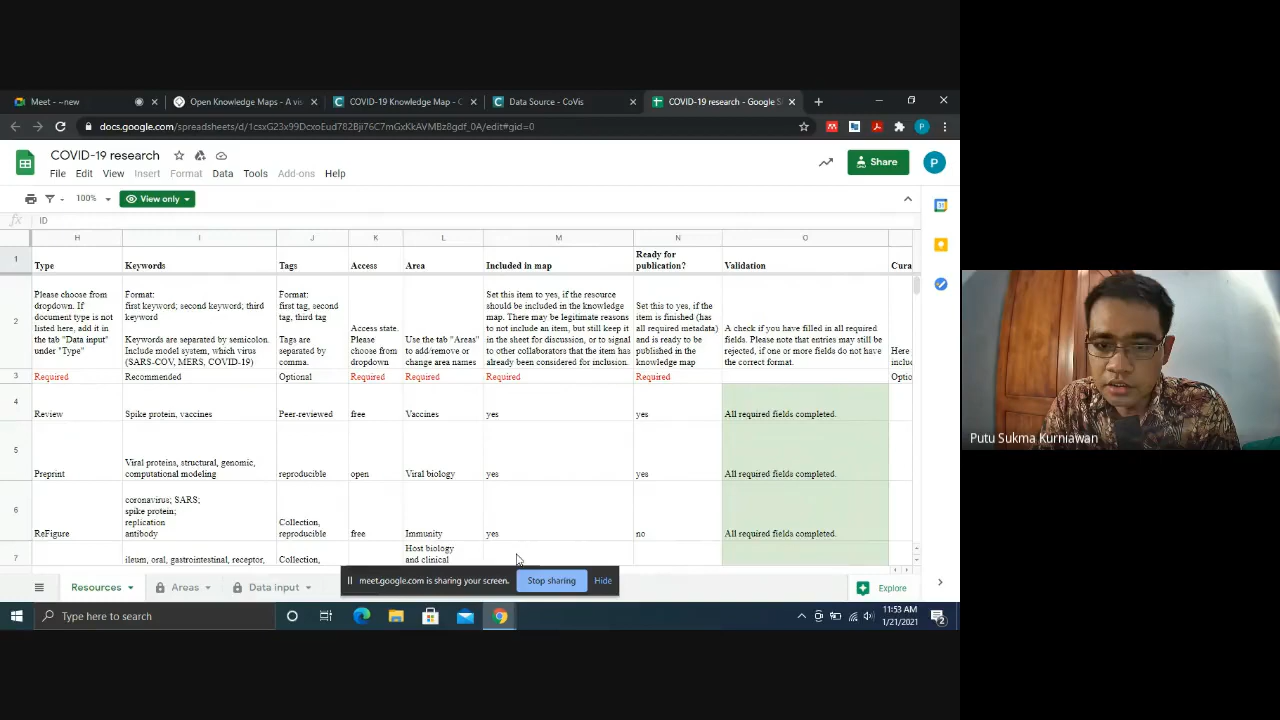 Meet - ~new
Open Knowledge Maps - A vi
COVID-19 Knowledge Map - C
Data Source - CoVis
COVID-19 research - Google S
docs.google.com/spreadsheets/d/1csxG23x99DcxoEud782Bji76C7mGxKkAVMBz8gdf_0A/edit#gid=0
P
COVID-19 research
Share
P
File Edit View Insert Format Data Tools Add-ons Help
100% View only
fx ID
H I J K L M N O
1 Type Keywords Tags Access Area Included in map
Ready for
publication?
Validation Cura
2
Please choose from
dropdown. If
document type is not
listed here, add it in
the tab "Data input"
under "Type"
Format:
first keyword; second keyword; third
keyword
Keywords are separated by semicolon.
Include model system, which virus
(SARS-COV, MERS, COVID-19)
Format:
first tag, second
tag, third tag
Tags are
separated by
comma.
Access state.
Please
choose from
dropdown
Use the tab "Areas"
to add/remove or
change area names
Set this item to yes, if the resource
should be included in the knowledge
map. There may be legitimate reasons
to not include an item, but still keep it
in the sheet for discussion, or to signal
to other collaborators that the item has
already been considered for inclusion.
Set this to yes, if the
item is finished (has
all required metadata)
and is ready to be
published in the
knowledge map
A check if you have filled in all required
fields. Please note that entries may still be
rejected, if one or more fields do not have
the correct format.
Here
inclu
3 Required Recommended Optional Required Required Required Required Optio
4 Review Spike protein, vaccines Peer-reviewed free Vaccines yes yes All required fields completed.
5 Preprint
Viral proteins, structural, genomic,
computational modeling
reproducible open Viral biology yes yes All required fields completed.
6 ReFigure
coronavirus; SARS;
spike protein;
replication
antibody
Collection,
reproducible
free Immunity yes no All required fields completed.
7 ileum, oral, gastrointestinal, receptor, Collection,
Host biology
and clinical
meet.google.com is sharing your screen. Stop sharing Hide
Resources Areas Data input Explore
Type here to search
11:53 AM
1/21/2021
2
31
Putu Sukma Kurniawan